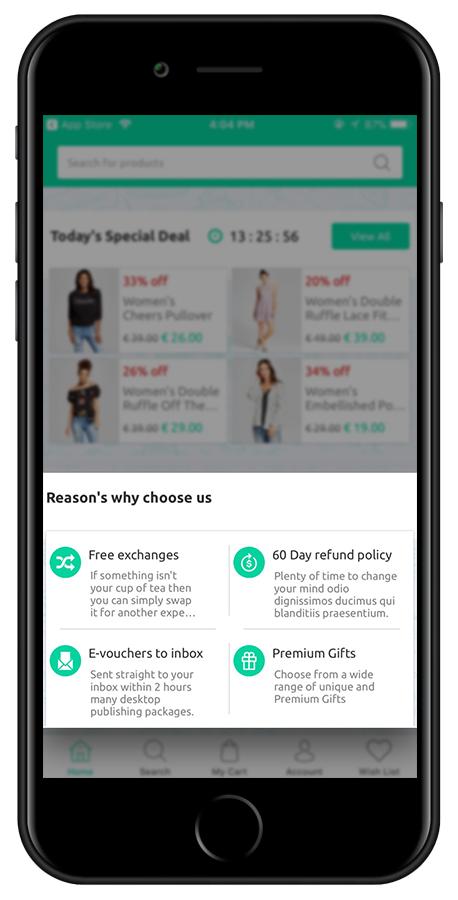 App Store 4:04 PM 87%
Search for products
Today's Special Deal 13 : 25 : 56 View All
33% off
Women's
Cheers Pullover
€ 39.00 € 26.00
20% off
Women's Double
Ruffle Lace Fit...
€ 49.00 € 39.00
26% off
Women's Double
Ruffle Off The...
€ 39.00 € 29.00
34% off
Women's
Embellished Po...
€ 29.00 € 19.00
Reason's why choose us
Free exchanges
If something isn't
your cup of tea then
you can simply swap
it for another expe...
60 Day refund policy
Plenty of time to change
your mind odio
dignissimos ducimus qui
blanditiis praesentium.
E-vouchers to inbox
Sent straight to your
inbox within 2 hours
many desktop
publishing packages.
Premium Gifts
Choose from a wide
range of unique and
Premium Gifts
Home Search My Cart Account Wish List